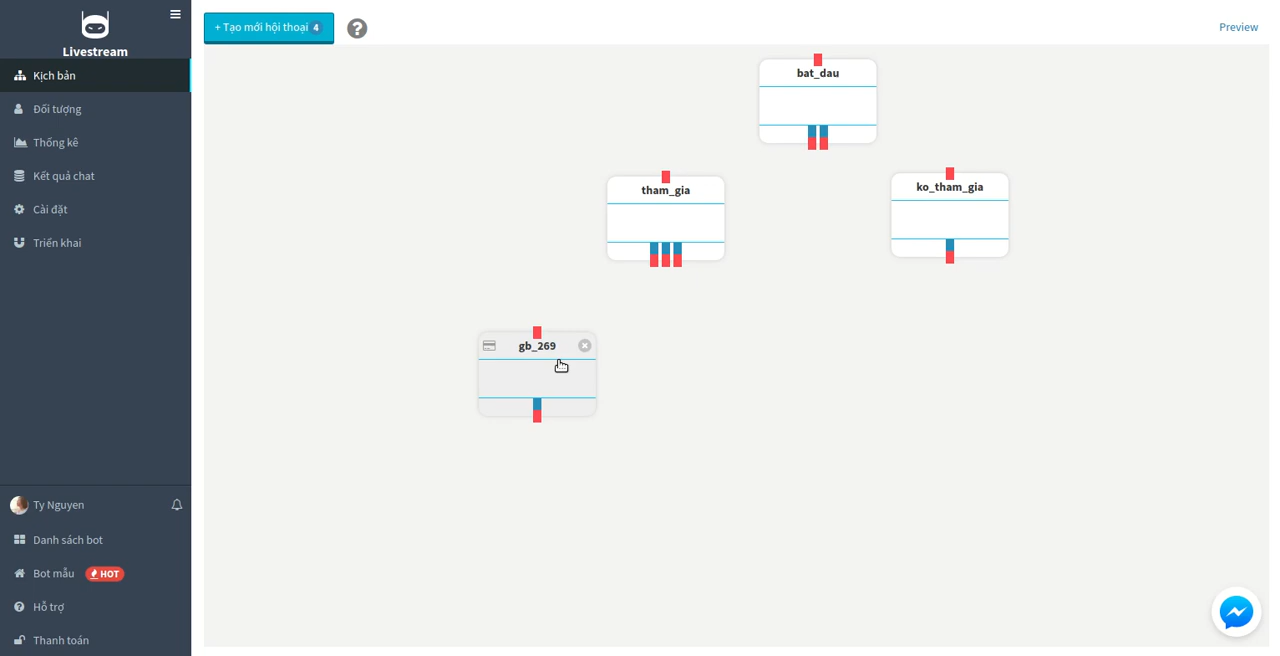 Livestream
Kịch bản
Đối tượng
Thống kê
Kết quả chat
Cài đặt
Triển khai
Ty Nguyen
Danh sách bot
Bot mẫu HOT
Hỗ trợ
Thanh toán
+ Tạo mới hội thoại 4 ?
Preview
bat_dau
tham_gia
ko_tham_gia
gb_269